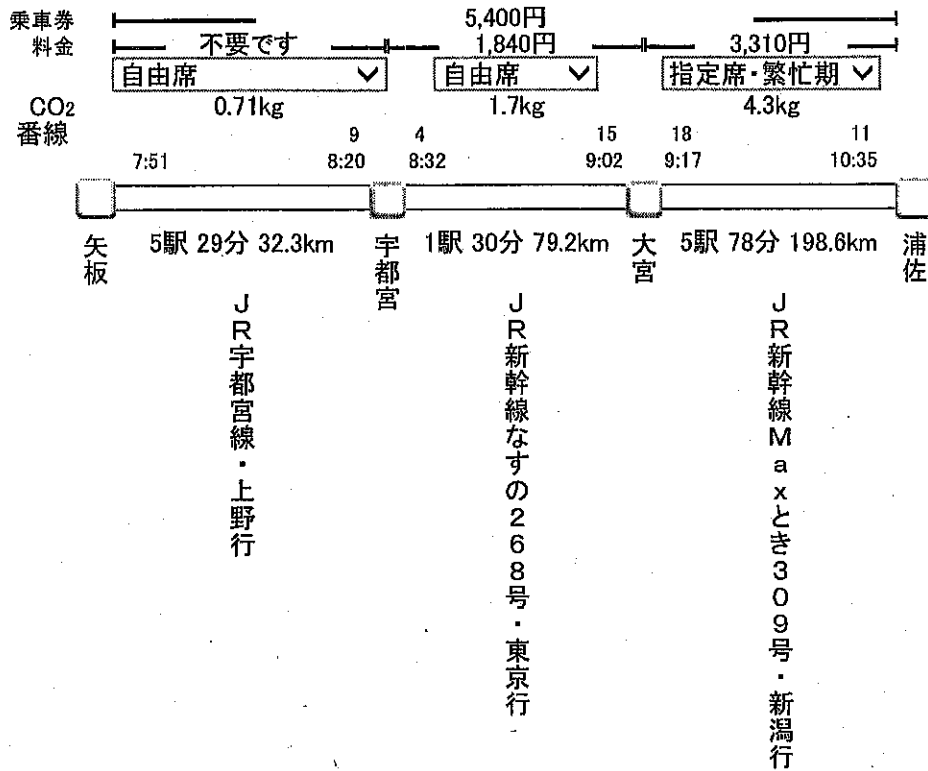 乗車券 5,400円
料金 不要です 1,840円 3,310円
自由席 自由席 指定席・繁忙期
CO2 0.71kg 1.7kg 4.3kg
番線 9 4 15 18 11
7:51 8:20 8:32 9:02 9:17 10:35
矢板 5駅 29分 32.3km 宇都宮 1駅 30分 79.2km 大宮 5駅 78分 198.6km 浦佐
JR宇都宮線・上野行
JR新幹線なすの268号・東京行
JR新幹線Maxとき309号・新潟行